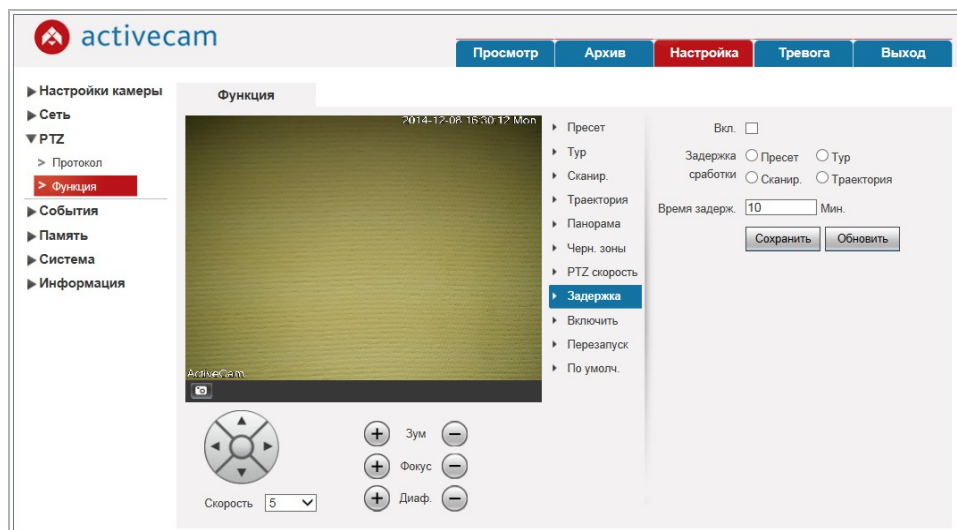 activecam
Просмотр Архив Настройка Тревога Выход
Настройки камеры
Сеть
PTZ
> Протокол
> Функция
События
Память
Система
Информация
Функция
2014-12-08 16:30:12 Mon
ActiveCam
Скорость 5
Зум
Фокус
Диаф.
Пресет
Тур
Сканир.
Траектория
Панорама
Черн. зоны
PTZ скорость
Задержка
Включить
Перезапуск
По умолч.
Вкл.
Задержка сработки
Пресет Тур
Сканир. Траектория
Время задерж. 10 Мин.
Сохранить Обновить